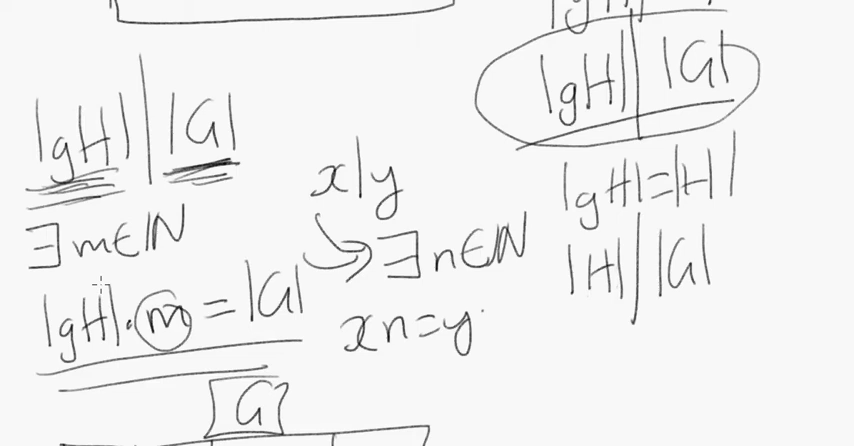 |gH| | |G|
∃m∈ℕ
|gH|·m = |G|
G
x|y
∃n∈ℕ
xn=y
|gH| | |G|
|gH|=|H|
|H| | |G|